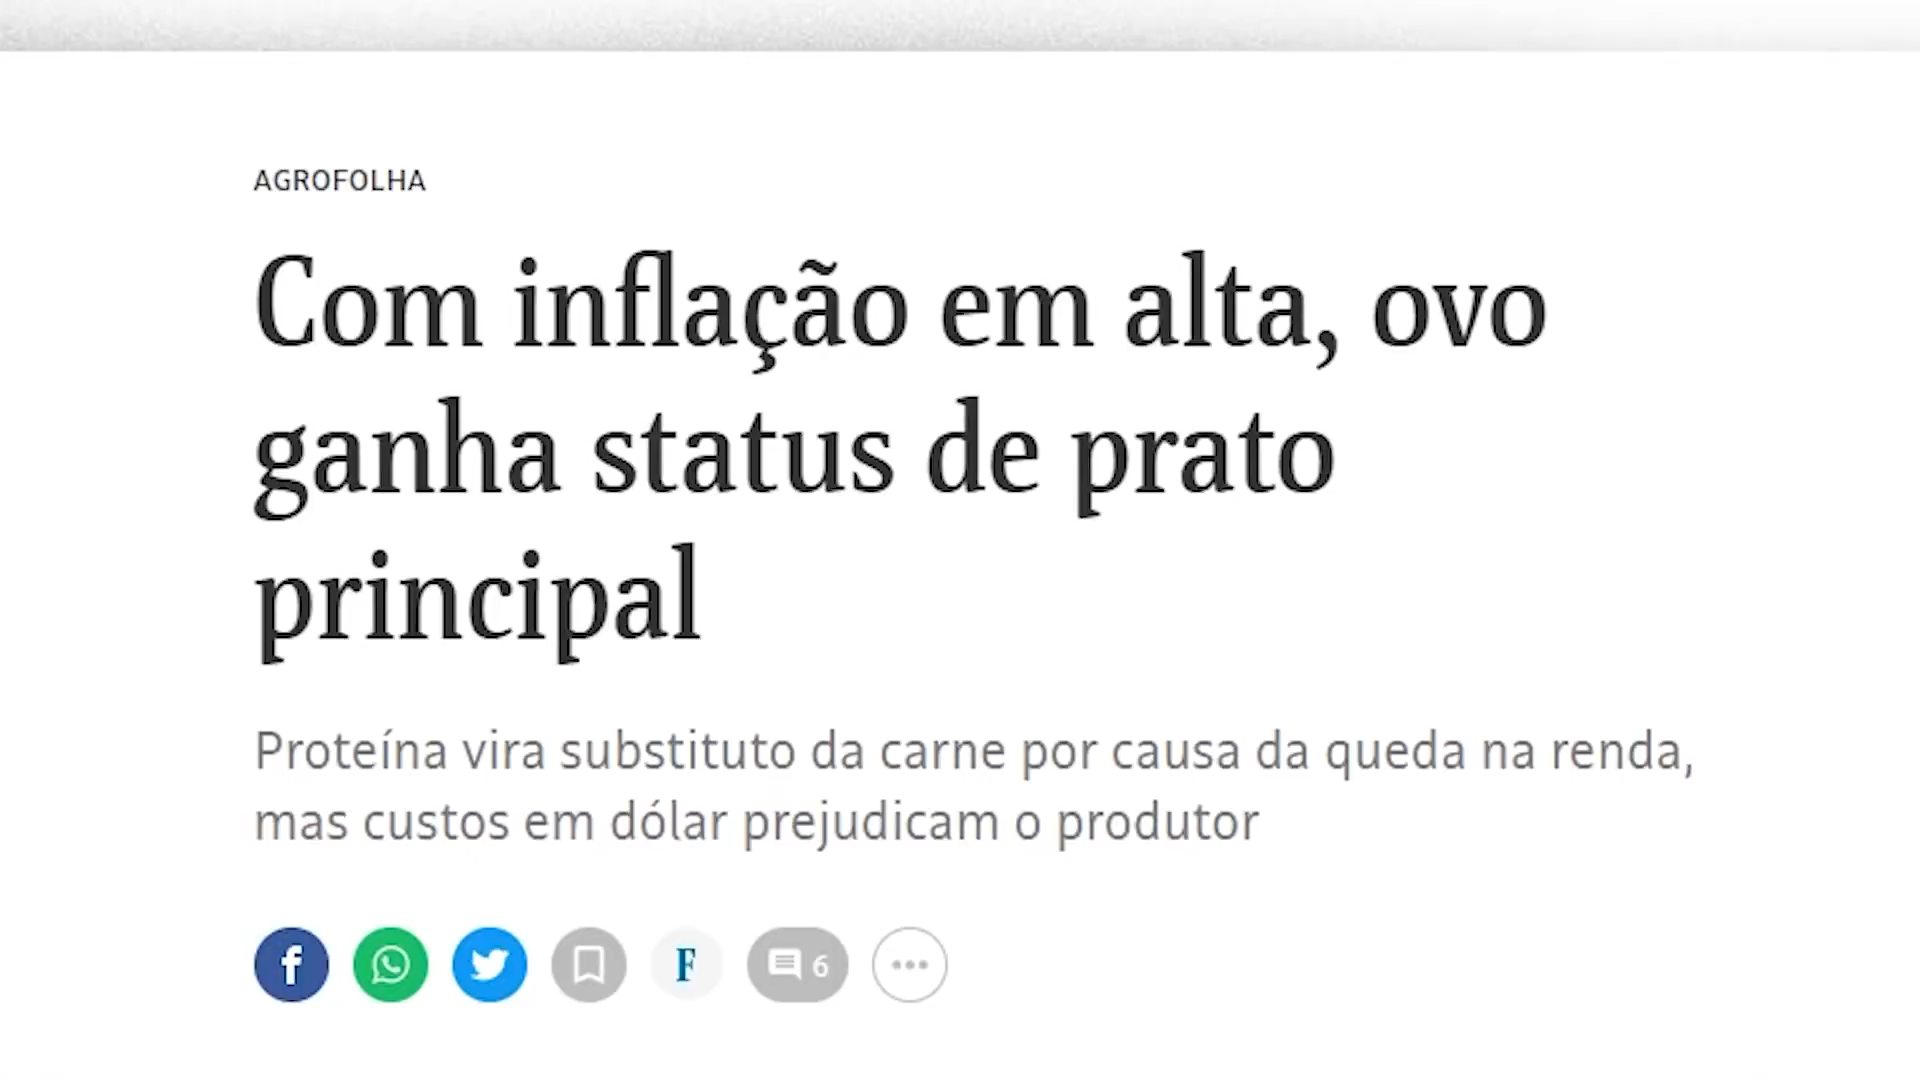 AGROFOLHA
Com inflação em alta, ovo
ganha status de prato
principal
Proteína vira substituto da carne por causa da queda na renda,
mas custos em dólar prejudicam o produtor
f F 6